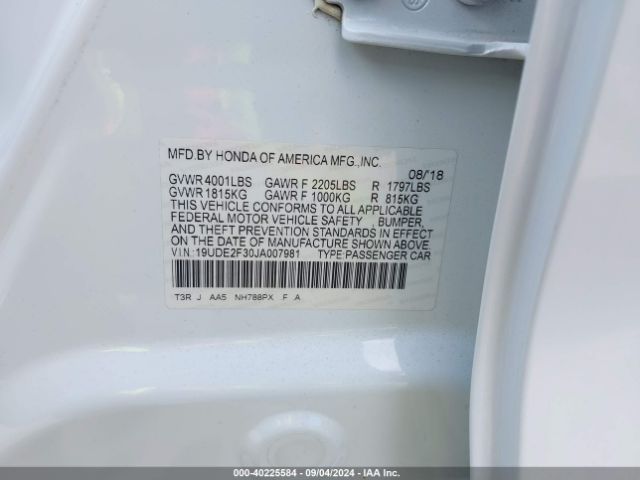 MFD.BY HONDA OF AMERICA MFG.,INC.
08/'18
GVWR 4001LBS GAWR F 2205LBS R 1797LBS
GVWR 1815KG GAWR F 1000KG R 815KG
THIS VEHICLE CONFORMS TO ALL APPLICABLE
FEDERAL MOTOR VEHICLE SAFETY BUMPER,
AND THEFT PREVENTION STANDARDS IN EFFECT
ON THE DATE OF MANUFACTURE SHOWN ABOVE.
VIN: 19UDE2F30JA007981 TYPE PASSENGER CAR
T3R J AA5 NH788PX F A
000-40225584 - 09/04/2024 - IAA Inc.